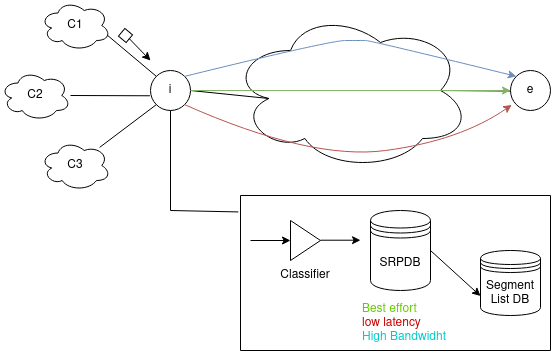 C1
C2
C3
i
e
Classifier
SRPDB
Segment
List DB
Best effort
low latency
High Bandwidht